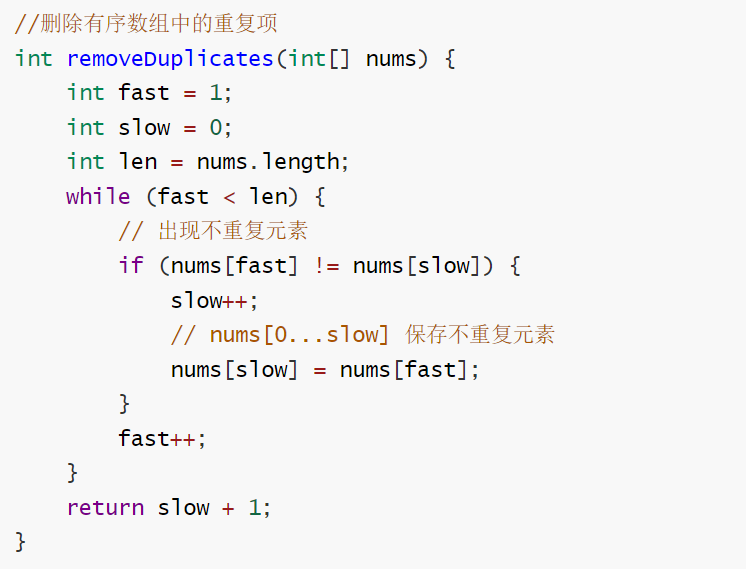 //删除有序数组中的重复项
int removeDuplicates(int[] nums) {
    int fast = 1;
    int slow = 0;
    int len = nums.length;
    while (fast < len) {
        // 出现不重复元素
        if (nums[fast] != nums[slow]) {
            slow++;
            // nums[0...slow] 保存不重复元素
            nums[slow] = nums[fast];
        }
        fast++;
    }
    return slow + 1;
}